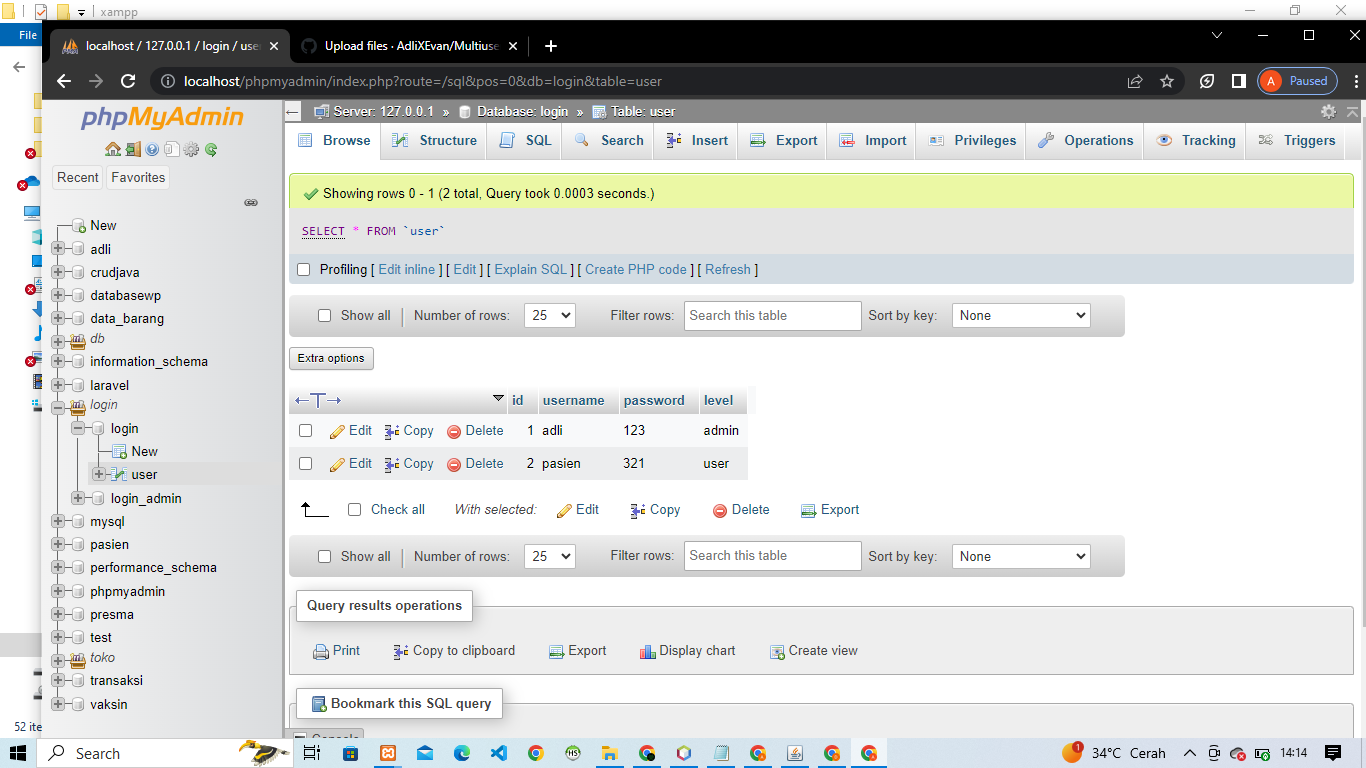 xampp
File
localhost / 127.0.0.1 / login / use
Upload files · AdliXEvan/Multiuse
localhost/phpmyadmin/index.php?route=/sql&pos=0&db=login&table=user
A Paused
phpMyAdmin
Recent Favorites
New
adli
crudjava
databasewp
data_barang
db
information_schema
laravel
login
login
New
user
login_admin
mysql
pasien
performance_schema
phpmyadmin
presma
test
toko
transaksi
vaksin
Server: 127.0.0.1 » Database: login » Table: user
Browse Structure SQL Search Insert Export Import Privileges Operations Tracking Triggers
Showing rows 0 - 1 (2 total, Query took 0.0003 seconds.)
SELECT * FROM `user`
Profiling [ Edit inline ] [ Edit ] [ Explain SQL ] [ Create PHP code ] [ Refresh ]
Show all | Number of rows: 25 Filter rows: Search this table Sort by key: None
Extra options
←T→ id username password level
Edit Copy Delete 1 adli 123 admin
Edit Copy Delete 2 pasien 321 user
Check all With selected: Edit Copy Delete Export
Show all | Number of rows: 25 Filter rows: Search this table Sort by key: None
Query results operations
Print Copy to clipboard Export Display chart Create view
Bookmark this SQL query
Console
52 ite
Search
1 34°C Cerah 14:14